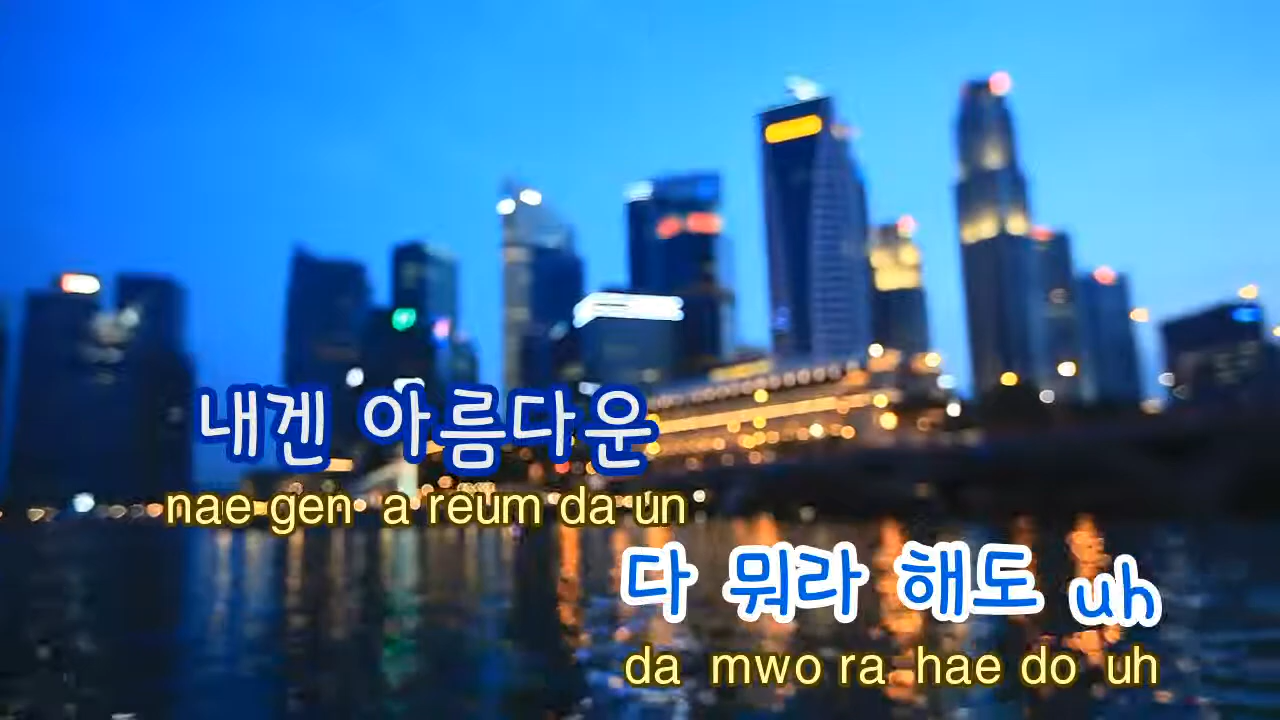 내겐 아름다운
nae gen a reum da un
다 뭐라 해도 uh
da mwo ra hae do uh